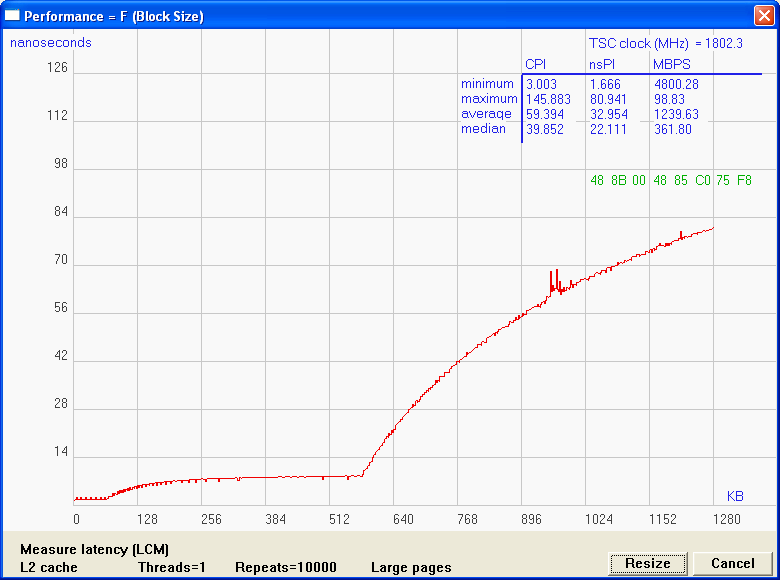 Performance = F (Block Size)
nanoseconds
TSC clock (MHz) = 1802.3
126
CPI nsPI MBPS
minimum 3.003 1.666 4800.28
maximum 145.883 80.941 98.83
average 59.394 32.954 1239.63
median 39.852 22.111 361.80
112
98
48 8B 00 48 85 C0 75 F8
84
70
56
42
28
14
KB
0 128 256 384 512 640 768 896 1024 1152 1280
Measure latency (LCM)
L2 cache Threads=1 Repeats=10000 Large pages
Resize Cancel